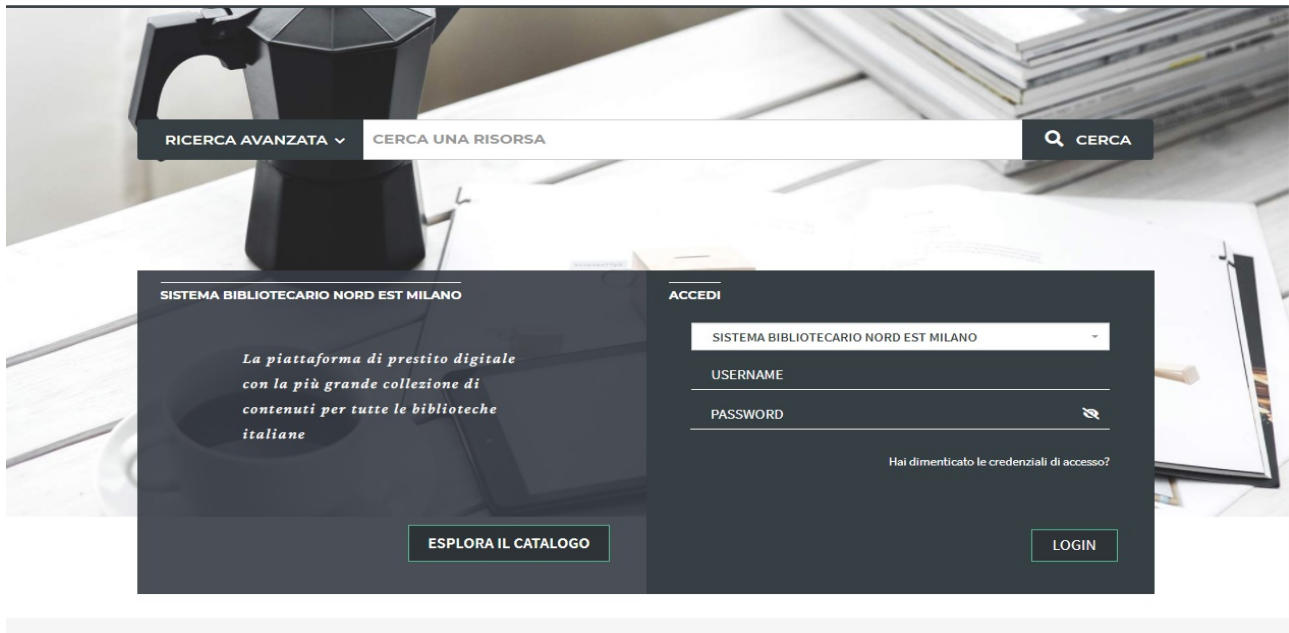 RICERCA AVANZATA
CERCA UNA RISORSA
CERCA
SISTEMA BIBLIOTECARIO NORD EST MILANO
La piattaforma di prestito digitale
con la più grande collezione di
contenuti per tutte le biblioteche
italiane
ESPLORA IL CATALOGO
ACCEDI
SISTEMA BIBLIOTECARIO NORD EST MILANO
USERNAME
PASSWORD
Hai dimenticato le credenziali di accesso?
LOGIN